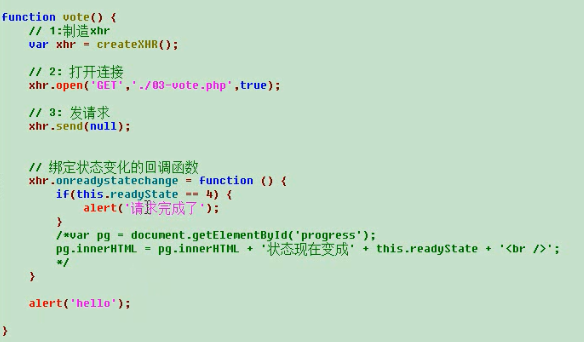 function vote() {
// 1:制造xhr
var xhr = createXHR();
// 2: 打开连接
xhr.open('GET','./03-vote.php',true);
// 3: 发请求
xhr.send(null);
// 绑定状态变化的回调函数
xhr.onreadystatechange = function () {
if(this.readyState == 4) {
alert('请求完成了');
}
/*var pg = document.getElementById('progress');
pg.innerHTML = pg.innerHTML + '状态现在变成' + this.readyState + '<br />';
*/
}
alert('hello');
}